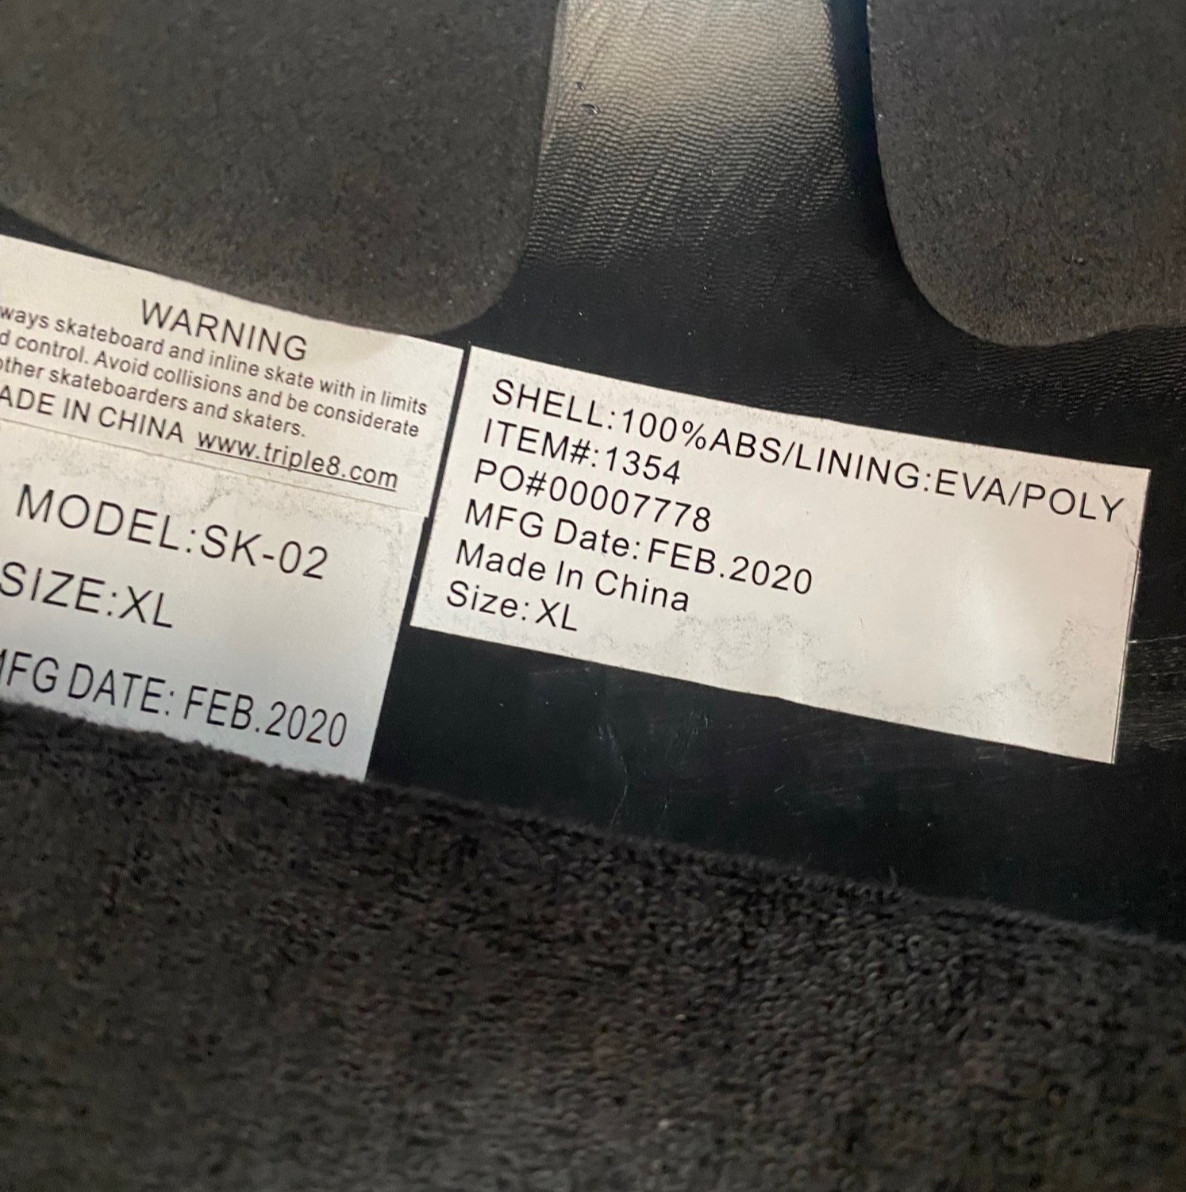 WARNING
ways skateboard and inline skate with in limits
d control. Avoid collisions and be considerate
other skateboarders and skaters.
ADE IN CHINA www.triple8.com
MODEL:SK-02
SIZE:XL
MFG DATE: FEB.2020
SHELL:100%ABS/LINING:EVA/POLY
ITEM#:1354
PO#00007778
MFG Date: FEB.2020
Made In China
Size: XL